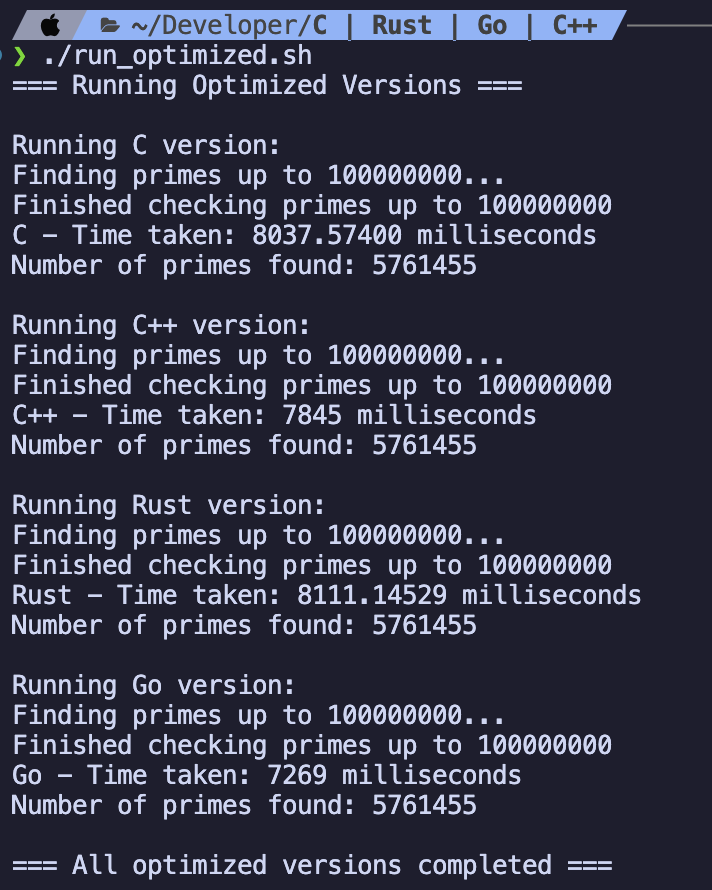 ~/Developer/C | Rust | Go | C++
❯ ./run_optimized.sh
=== Running Optimized Versions ===
Running C version:
Finding primes up to 100000000...
Finished checking primes up to 100000000
C - Time taken: 8037.57400 milliseconds
Number of primes found: 5761455
Running C++ version:
Finding primes up to 100000000...
Finished checking primes up to 100000000
C++ - Time taken: 7845 milliseconds
Number of primes found: 5761455
Running Rust version:
Finding primes up to 100000000...
Finished checking primes up to 100000000
Rust - Time taken: 8111.14529 milliseconds
Number of primes found: 5761455
Running Go version:
Finding primes up to 100000000...
Finished checking primes up to 100000000
Go - Time taken: 7269 milliseconds
Number of primes found: 5761455
=== All optimized versions completed ===